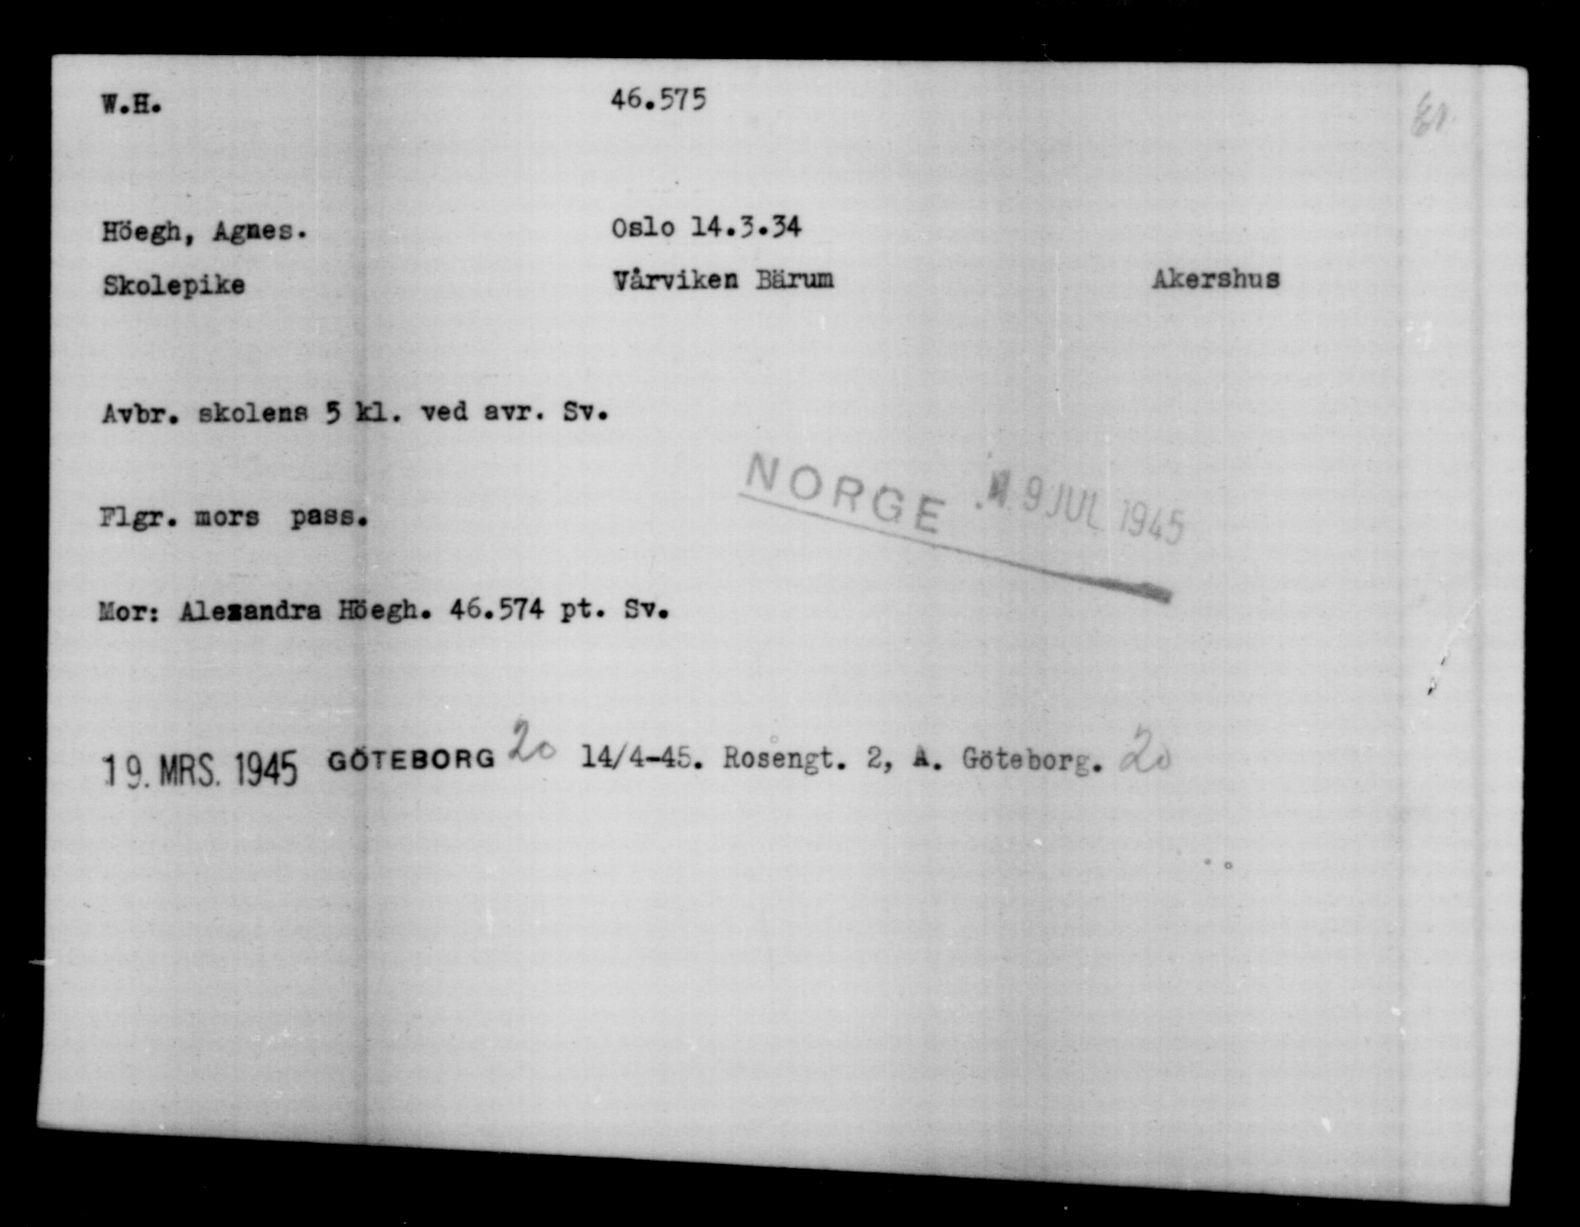 W.H. 46.575
Höegh, Agnes. Oslo 14.3.34
Skolepike Vårviken Bärum Akershus
Avbr. skolens 5 kl. ved avr. Sv.
NORGE 9 JUL 1945
Flgr. mors pass.
Mor: Alexandra Höegh. 46.574 pt. Sv.
19. MRS. 1945 GÖTEBORG 20 14/4-45. Rosengt. 2, A. Göteborg. 20